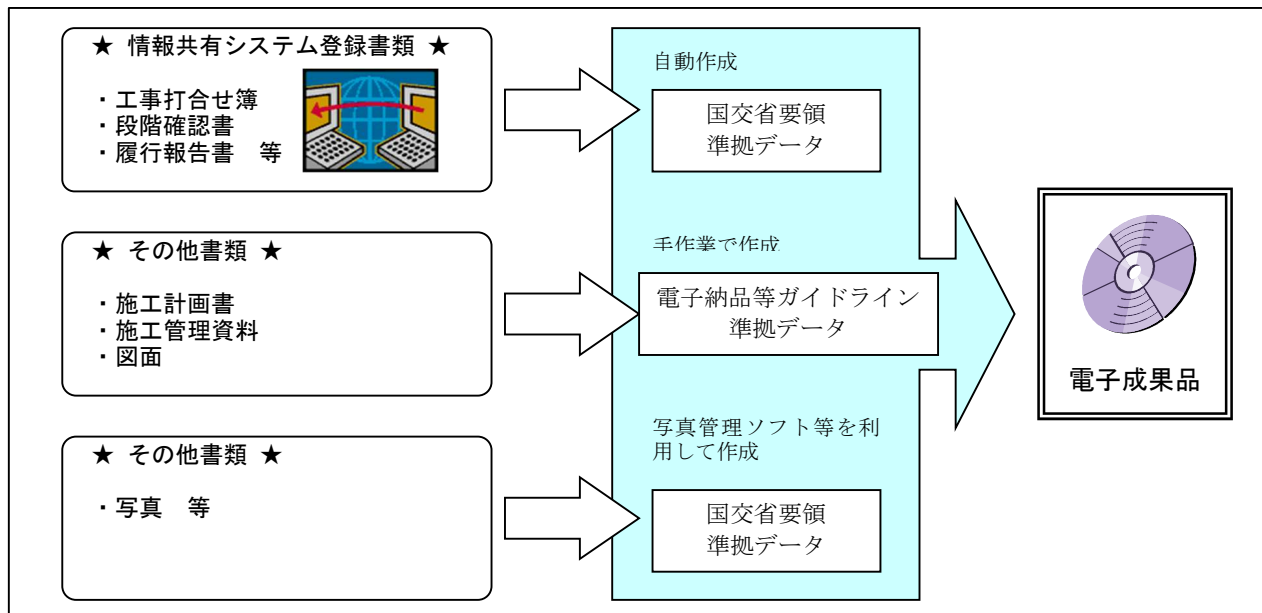 ★ 情報共有システム登録書類 ★
・工事打合せ簿
・段階確認書
・履行報告書　等
★ その他書類 ★
・施工計画書
・施工管理資料
・図面
★ その他書類 ★
・写真　等
自動作成
国交省要領
準拠データ
手作業で作成
電子納品等ガイドライン
準拠データ
写真管理ソフト等を利
用して作成
国交省要領
準拠データ
電子成果品